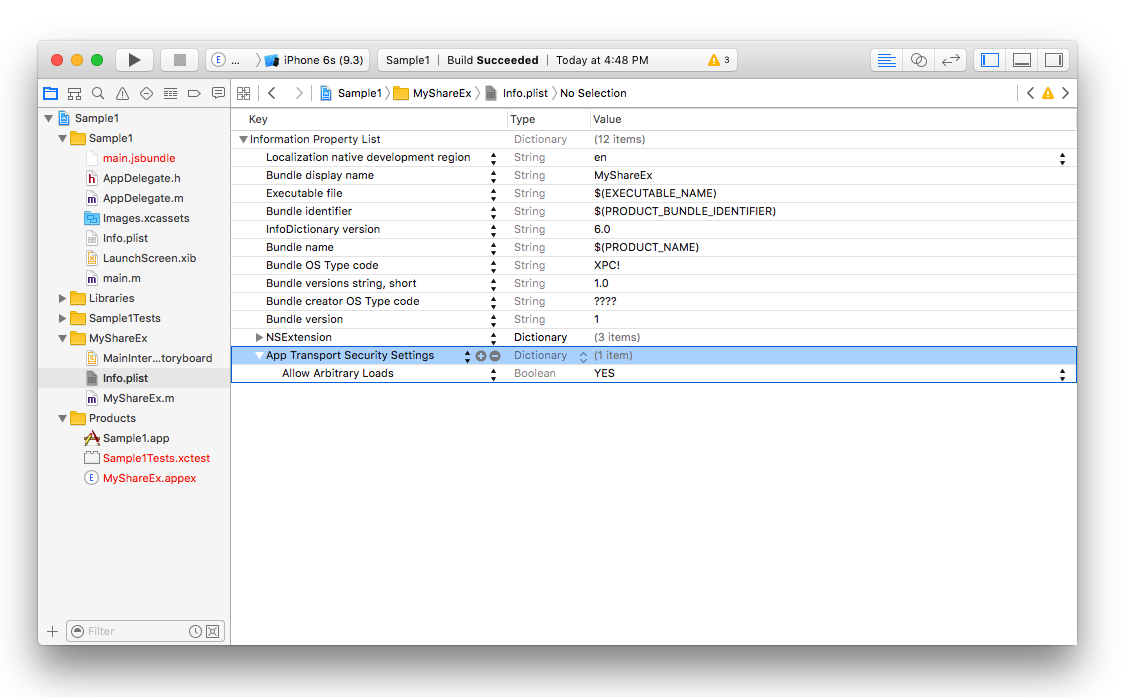 E ... iPhone 6s (9.3) Sample1 | Build Succeeded | Today at 4:48 PM 3
Sample1 MyShareEx Info.plist No Selection
Sample1
Sample1
main.jsbundle
h AppDelegate.h
m AppDelegate.m
Images.xcassets
Info.plist
LaunchScreen.xib
m main.m
Libraries
Sample1Tests
MyShareEx
MainInter...toryboard
Info.plist
m MyShareEx.m
Products
Sample1.app
Sample1Tests.xctest
E MyShareEx.appex
Filter
Key Type Value
Information Property List Dictionary (12 items)
Localization native development region String en
Bundle display name String MyShareEx
Executable file String $(EXECUTABLE_NAME)
Bundle identifier String $(PRODUCT_BUNDLE_IDENTIFIER)
InfoDictionary version String 6.0
Bundle name String $(PRODUCT_NAME)
Bundle OS Type code String XPC!
Bundle versions string, short String 1.0
Bundle creator OS Type code String ????
Bundle version String 1
NSExtension Dictionary (3 items)
App Transport Security Settings Dictionary (1 item)
Allow Arbitrary Loads Boolean YES